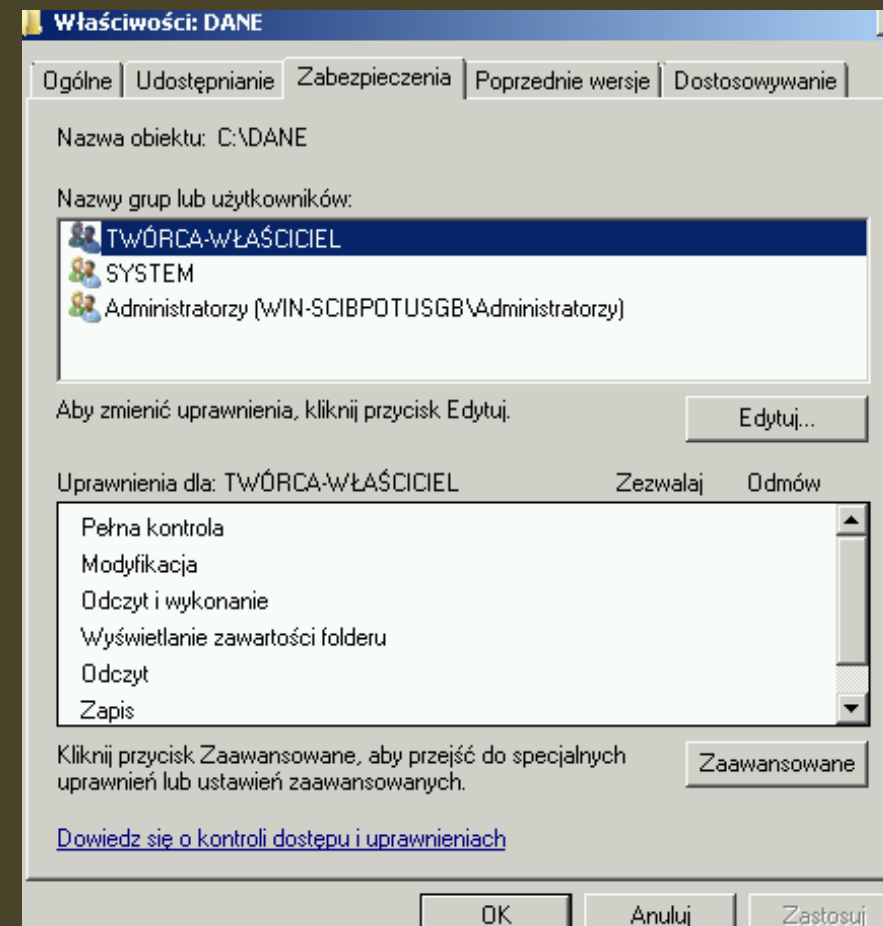 Właściwości: DANE
Ogólne Udostępnianie Zabezpieczenia Poprzednie wersje Dostosowywanie
Nazwa obiektu: C:\DANE
Nazwy grup lub użytkowników:
TWÓRCA-WŁAŚCICIEL
SYSTEM
Administratorzy (WIN-SCIBPOTUSGB\Administratorzy)
Aby zmienić uprawnienia, kliknij przycisk Edytuj.
Edytuj...
Uprawnienia dla: TWÓRCA-WŁAŚCICIEL Zezwalaj Odmów
Pełna kontrola
Modyfikacja
Odczyt i wykonanie
Wyświetlanie zawartości folderu
Odczyt
Zapis
Kliknij przycisk Zaawansowane, aby przejść do specjalnych
uprawnień lub ustawień zaawansowanych.
Zaawansowane
Dowiedz się o kontroli dostępu i uprawnieniach
OK Anuluj Zastosuj